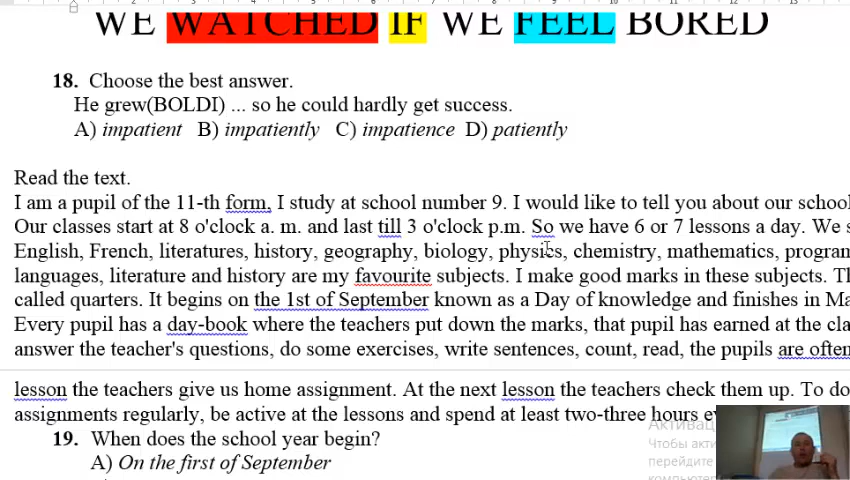 WE WATCHED IF WE FEEL BORED
18. Choose the best answer.
He grew(BOLDI) ... so he could hardly get success.
A) impatient B) impatiently C) impatience D) patiently
Read the text.
I am a pupil of the 11-th form, I study at school number 9. I would like to tell you about our school
Our classes start at 8 o'clock a. m. and last till 3 o'clock p.m. So we have 6 or 7 lessons a day. We s
English, French, literatures, history, geography, biology, physics, chemistry, mathematics, program
languages, literature and history are my favourite subjects. I make good marks in these subjects. Th
called quarters. It begins on the 1st of September known as a Day of knowledge and finishes in Ma
Every pupil has a day-book where the teachers put down the marks, that pupil has earned at the cla
answer the teacher's questions, do some exercises, write sentences, count, read, the pupils are often
lesson the teachers give us home assignment. At the next lesson the teachers check them up. To do
assignments regularly, be active at the lessons and spend at least two-three hours ev
Активац
19. When does the school year begin?
Чтобы акти
A) On the first of September
перейдите
компьютер